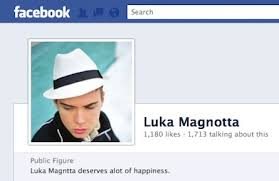 facebook
Search
Luka Magnotta
1,180 likes · 1,713 talking about this
Public Figure
Luka Magntta deserves alot of happiness.